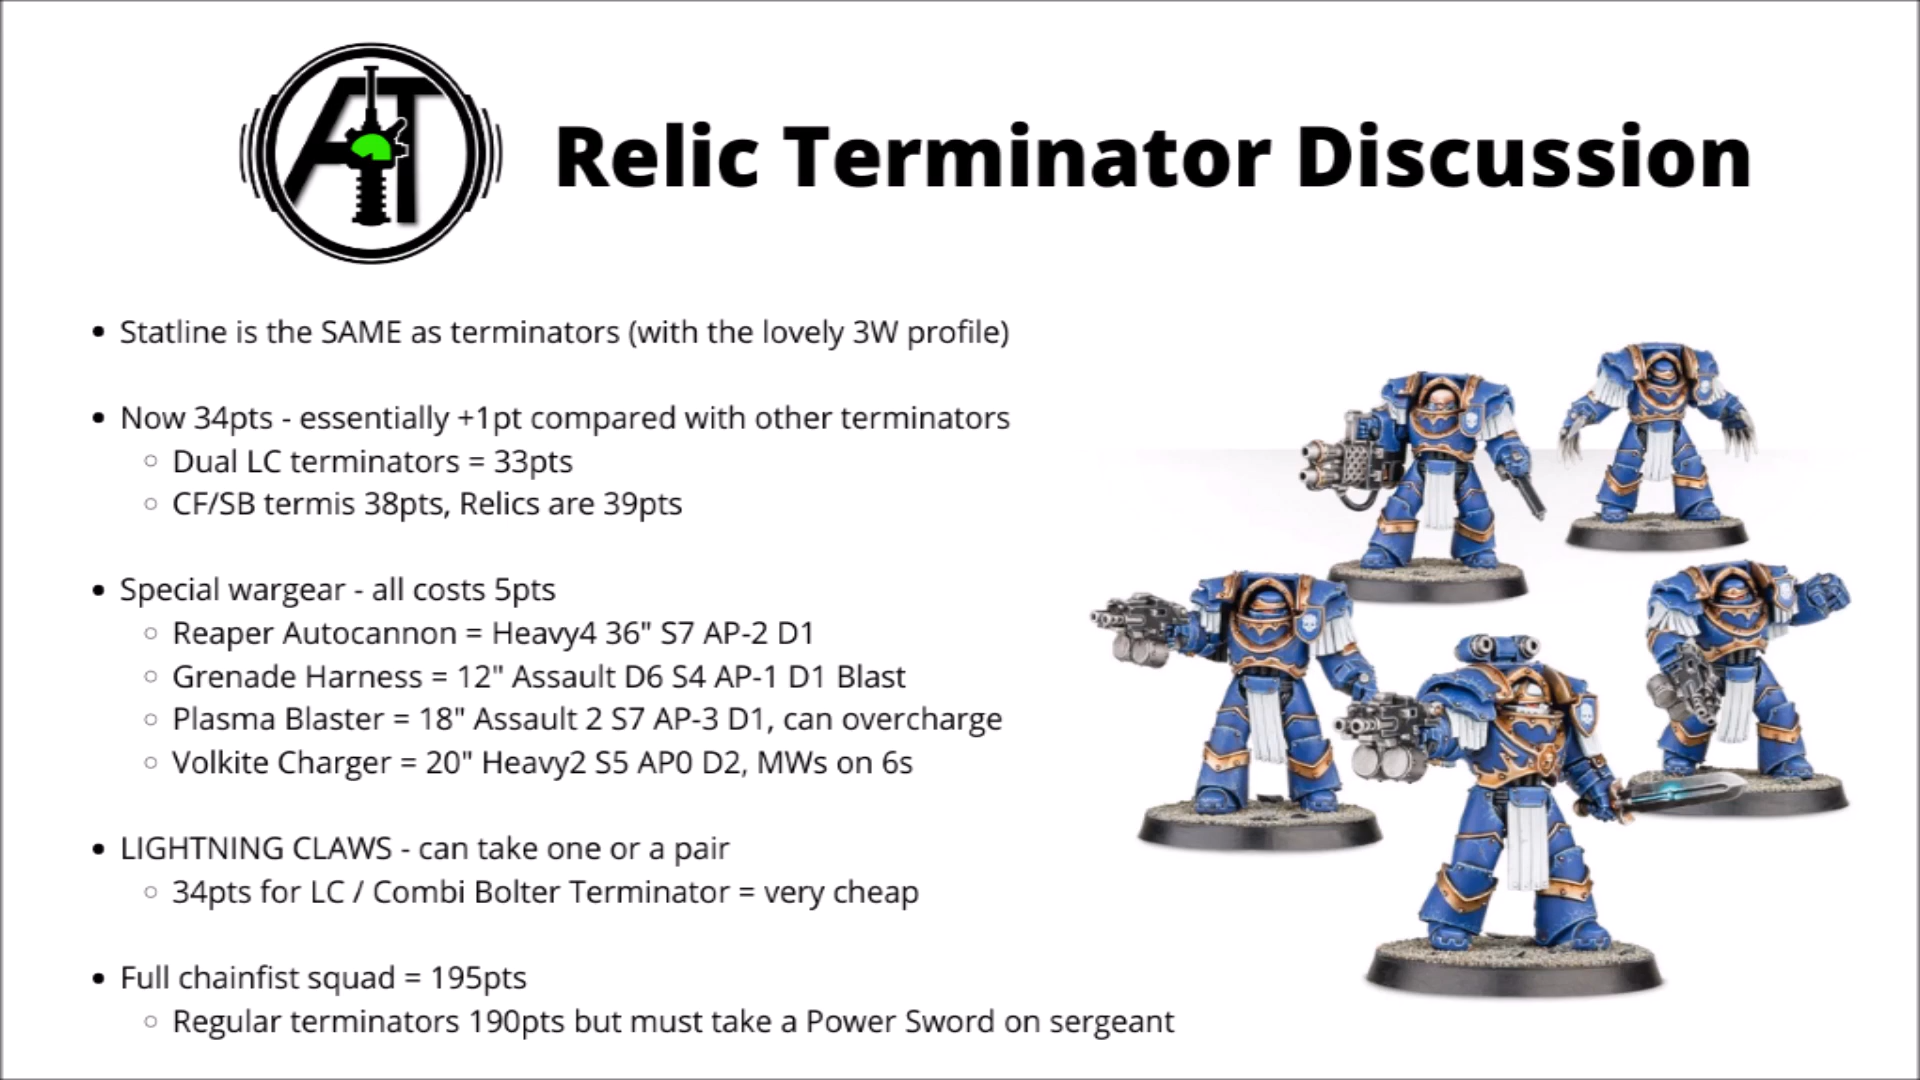 AT
Relic Terminator Discussion
• Statline is the SAME as terminators (with the lovely 3W profile)
• Now 34pts - essentially +1pt compared with other terminators
○ Dual LC terminators = 33pts
○ CF/SB termis 38pts, Relics are 39pts
• Special wargear - all costs 5pts
○ Reaper Autocannon = Heavy4 36" S7 AP-2 D1
○ Grenade Harness = 12" Assault D6 S4 AP-1 D1 Blast
○ Plasma Blaster = 18" Assault 2 S7 AP-3 D1, can overcharge
○ Volkite Charger = 20" Heavy2 S5 AP0 D2, MWs on 6s
• LIGHTNING CLAWS - can take one or a pair
○ 34pts for LC / Combi Bolter Terminator = very cheap
• Full chainfist squad = 195pts
○ Regular terminators 190pts but must take a Power Sword on sergeant